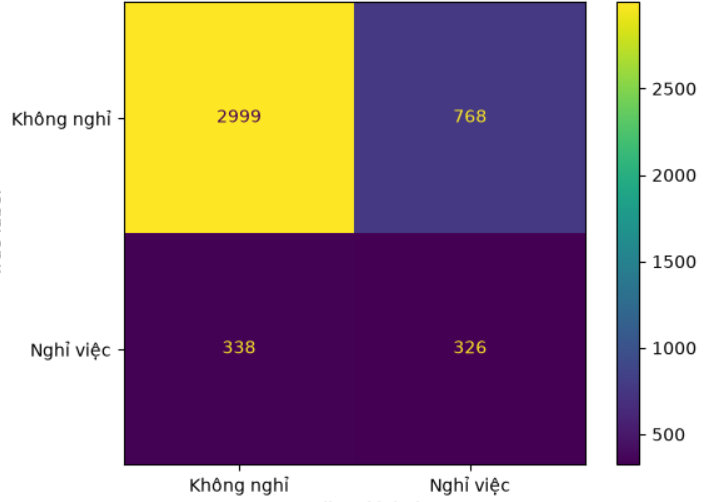 Không nghỉ
2999
768
Nghỉ việc
338
326
Không nghỉ
Nghỉ việc
2500
2000
1500
1000
500